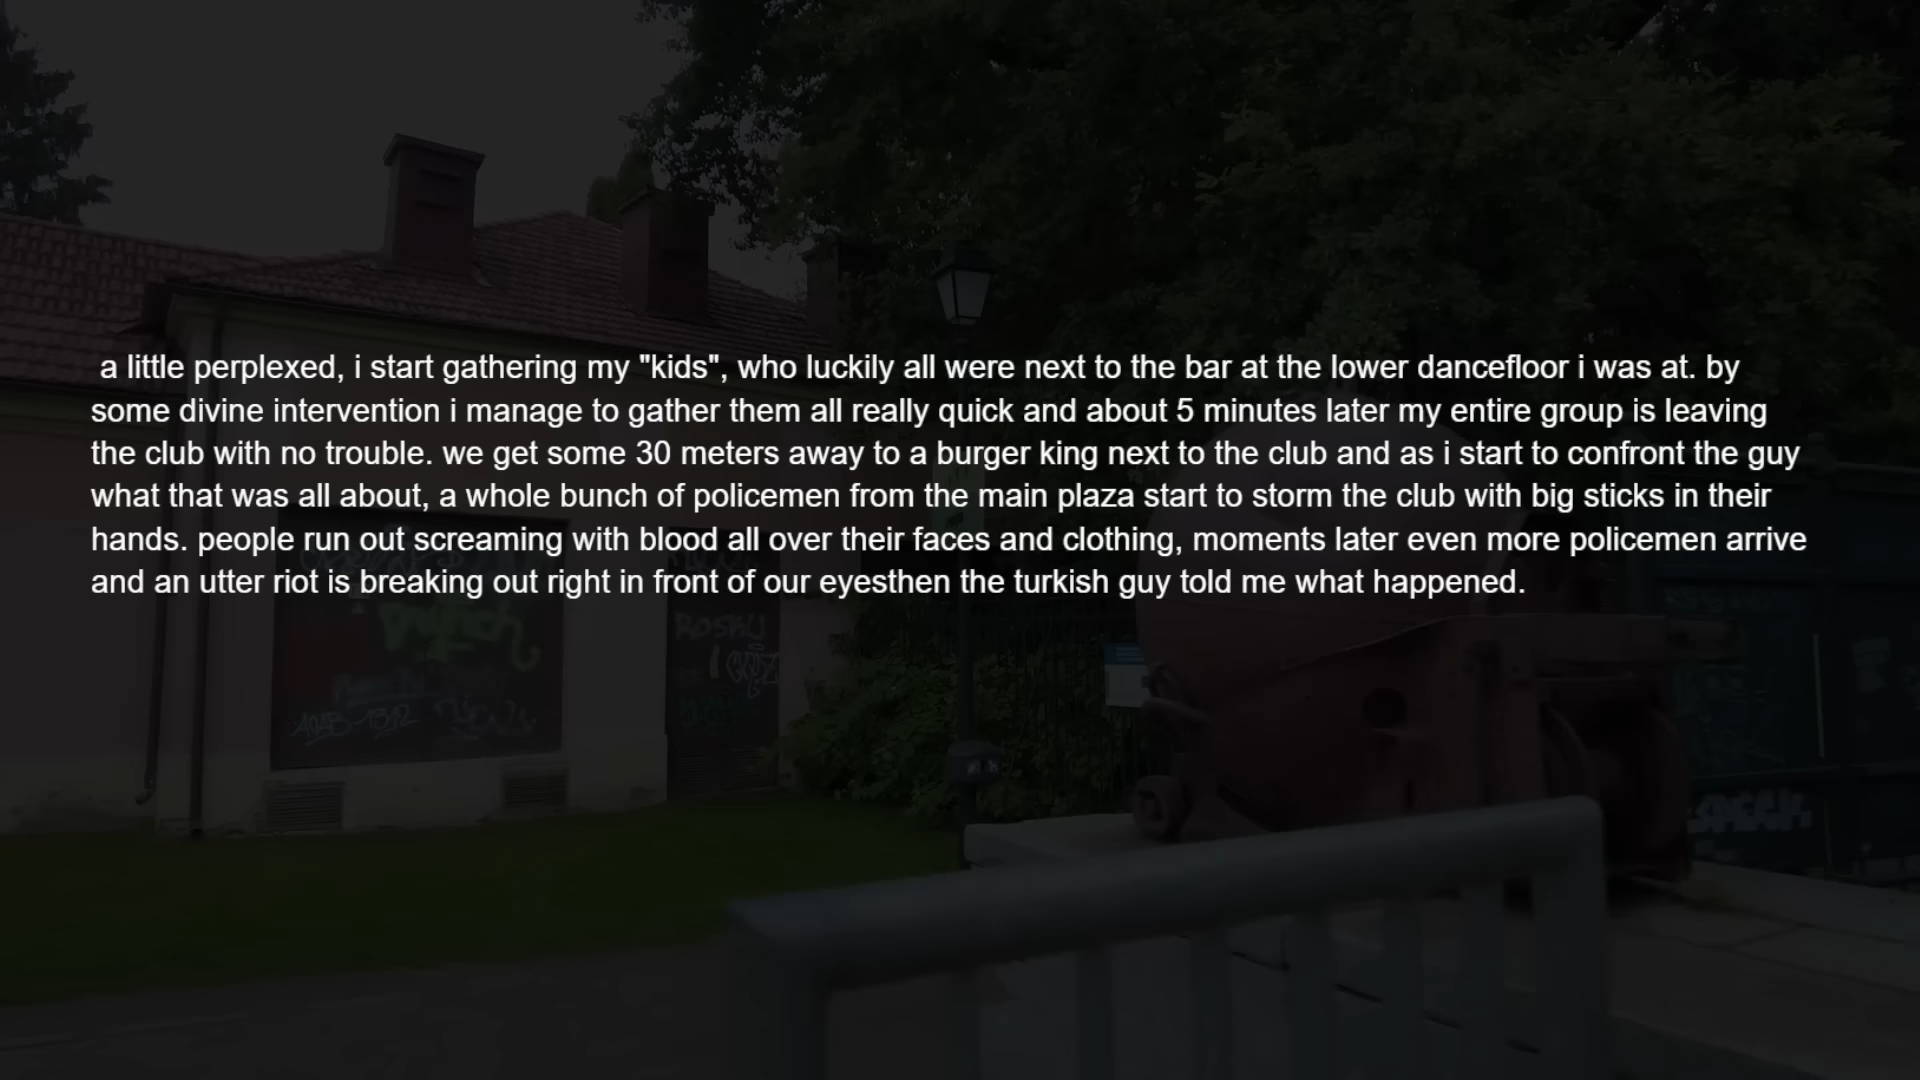 a little perplexed, i start gathering my "kids", who luckily all were next to the bar at the lower dancefloor i was at. by
some divine intervention i manage to gather them all really quick and about 5 minutes later my entire group is leaving
the club with no trouble. we get some 30 meters away to a burger king next to the club and as i start to confront the guy
what that was all about, a whole bunch of policemen from the main plaza start to storm the club with big sticks in their
hands. people run out screaming with blood all over their faces and clothing, moments later even more policemen arrive
and an utter riot is breaking out right in front of our eyesthen the turkish guy told me what happened.
ROSKU